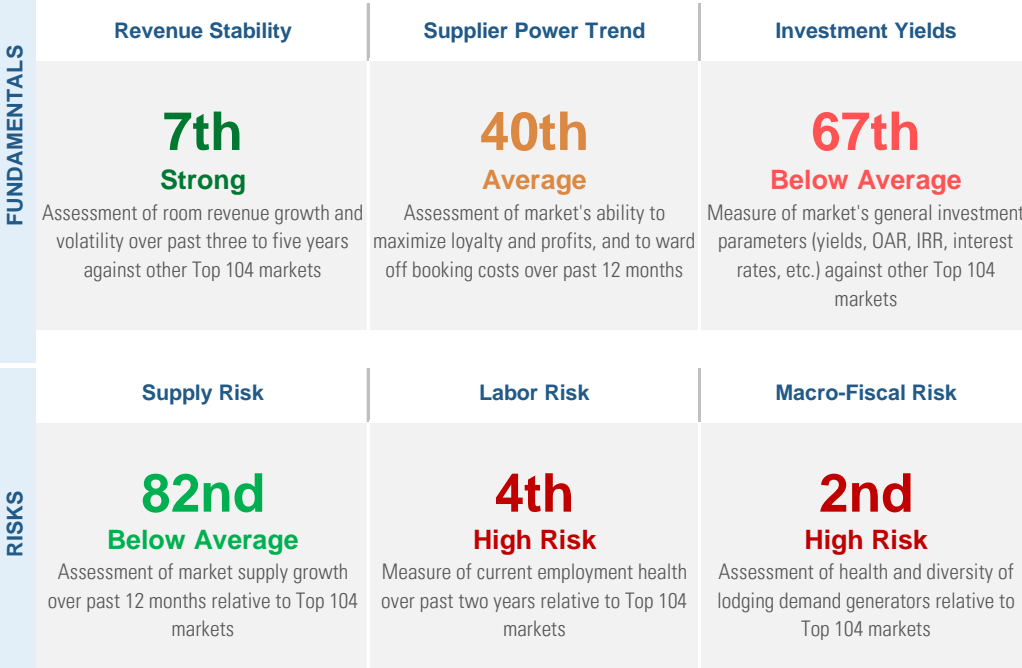 FUNDAMENTALS
Revenue Stability
7th
Strong
Assessment of room revenue growth and
volatility over past three to five years
against other Top 104 markets
Supplier Power Trend
40th
Average
Assessment of market's ability to
maximize loyalty and profits, and to ward
off booking costs over past 12 months
Investment Yields
67th
Below Average
Measure of market's general investment
parameters (yields, OAR, IRR, interest
rates, etc.) against other Top 104
markets
RISKS
Supply Risk
82nd
Below Average
Assessment of market supply growth
over past 12 months relative to Top 104
markets
Labor Risk
4th
High Risk
Measure of current employment health
over past two years relative to Top 104
markets
Macro-Fiscal Risk
2nd
High Risk
Assessment of health and diversity of
lodging demand generators relative to
Top 104 markets